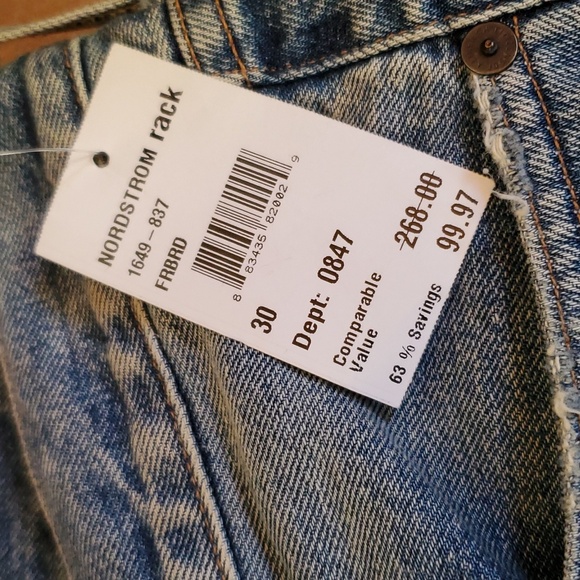 NORDSTROM rack
1649-837
FRBRD
8 83435 82002 9
30
Dept: 0847
Comparable
Value
268.00
99.97
63 % Savings